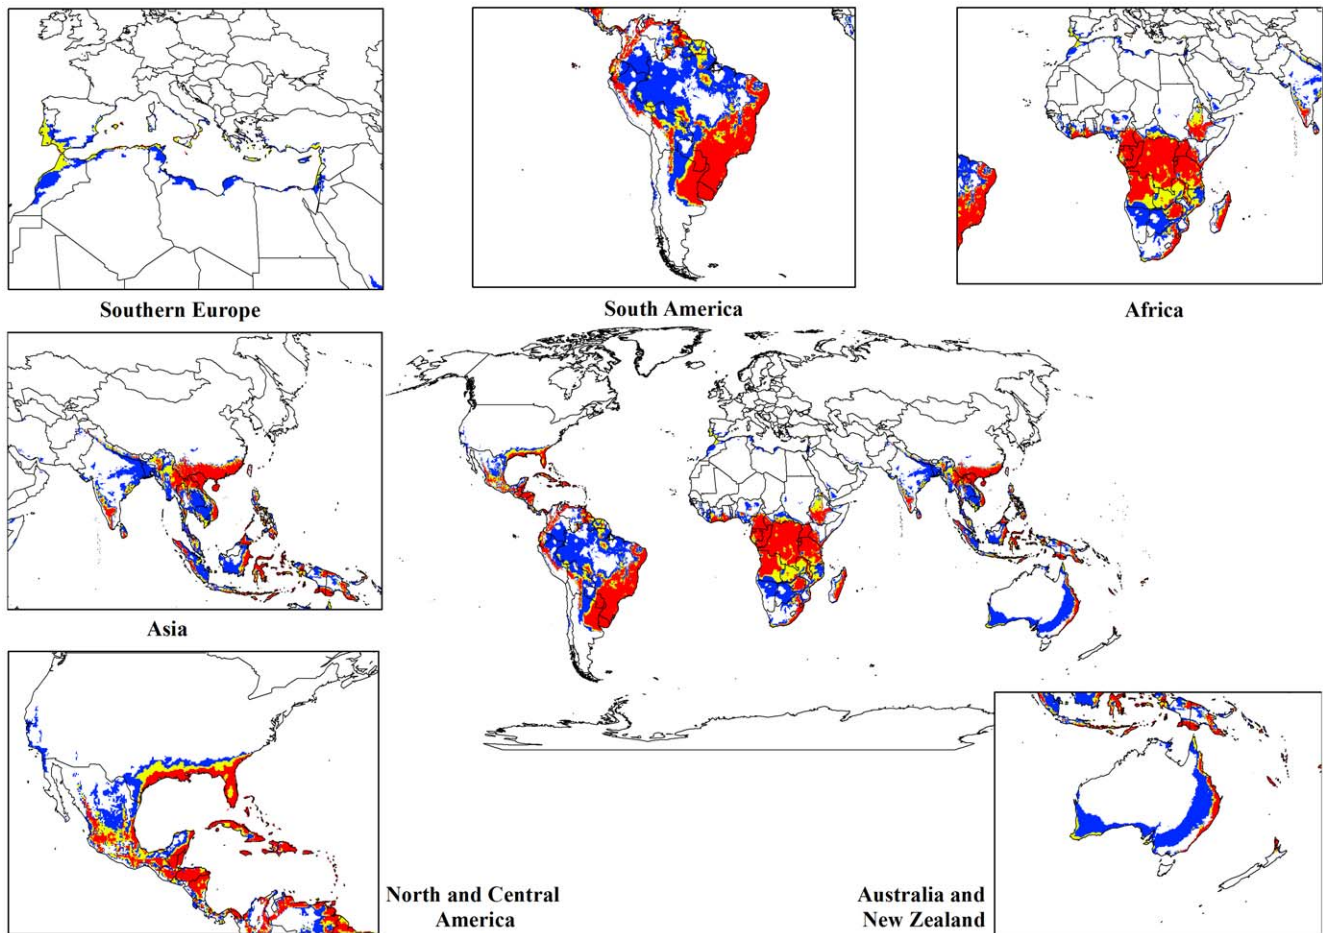 Southern Europe
South America
Africa
Asia
North and Central
America
Australia and
New Zealand